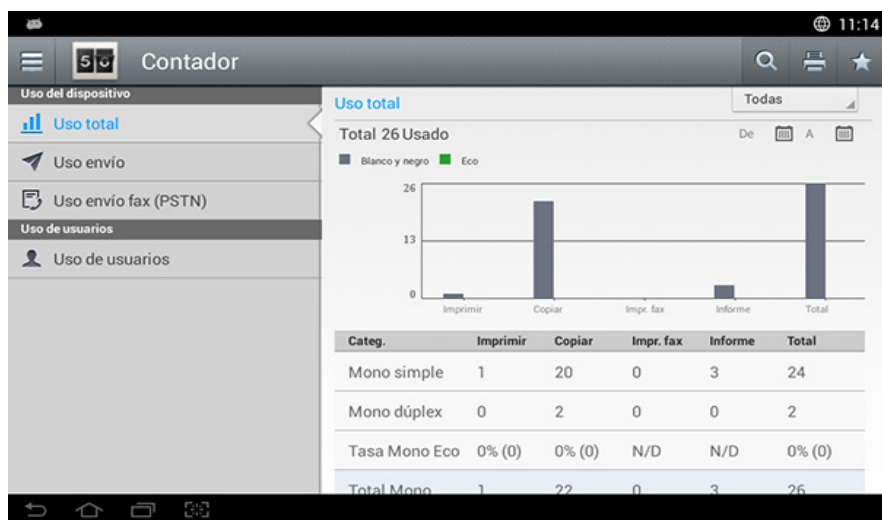 11:14
50 Contador
Uso del dispositivo
Uso total
Uso envío
Uso envío fax (PSTN)
Uso de usuarios
Uso de usuarios
Uso total
Todas
Total 26 Usado
De A
Blanco y negro Eco
26
13
0
Imprimir Copiar Impr. fax Informe Total
Categ. Imprimir Copiar Impr. fax Informe Total
Mono simple 1 20 0 3 24
Mono dúplex 0 2 0 0 2
Tasa Mono Eco 0% (0) 0% (0) N/D N/D 0% (0)
Total Mono 1 22 0 3 26